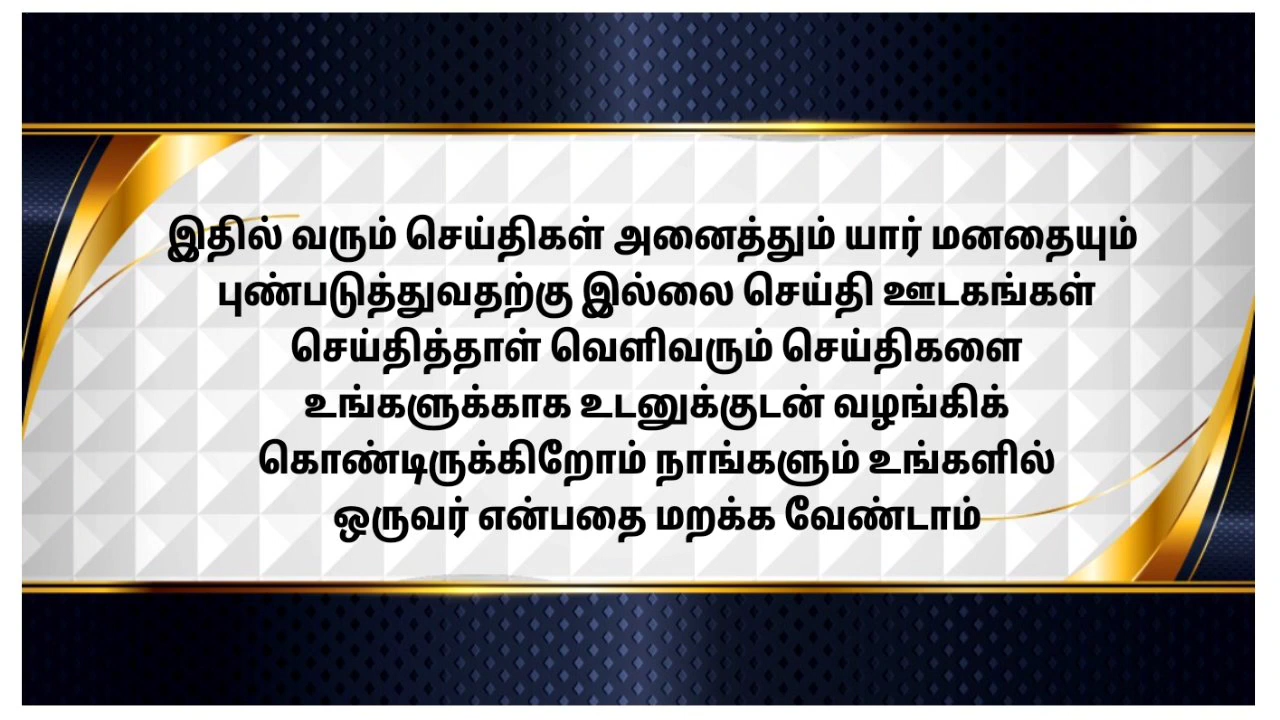 இதில் வரும் செய்திகள் அனைத்தும் யார் மனதையும்
புண்படுத்துவதற்கு இல்லை செய்தி ஊடகங்கள்
செய்தித்தாள் வெளிவரும் செய்திகளை
உங்களுக்காக உடனுக்குடன் வழங்கிக்
கொண்டிருக்கிறோம் நாங்களும் உங்களில்
ஒருவர் என்பதை மறக்க வேண்டாம்